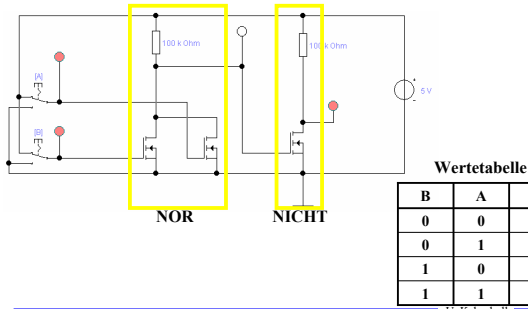 100 k Ohm
100 k Ohm
[A]
5 V
[B]
NOR
NICHT
Wertetabelle
B A
0 0
0 1
1 0
1 1